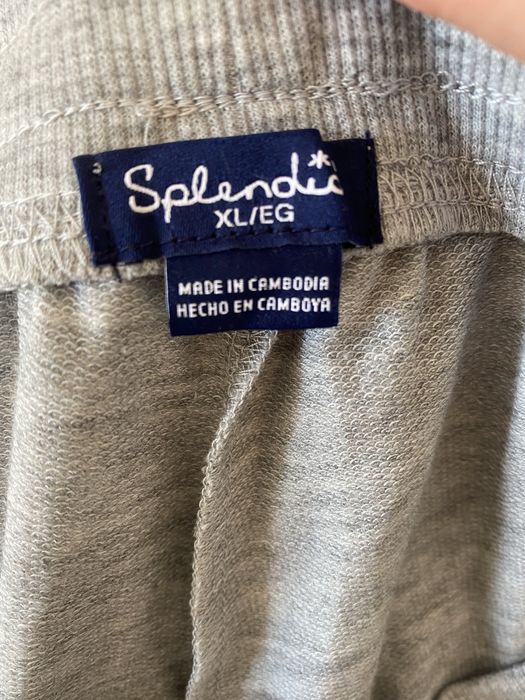 Splendid
XL/EG
MADE IN CAMBODIA
HECHO EN CAMBOYA